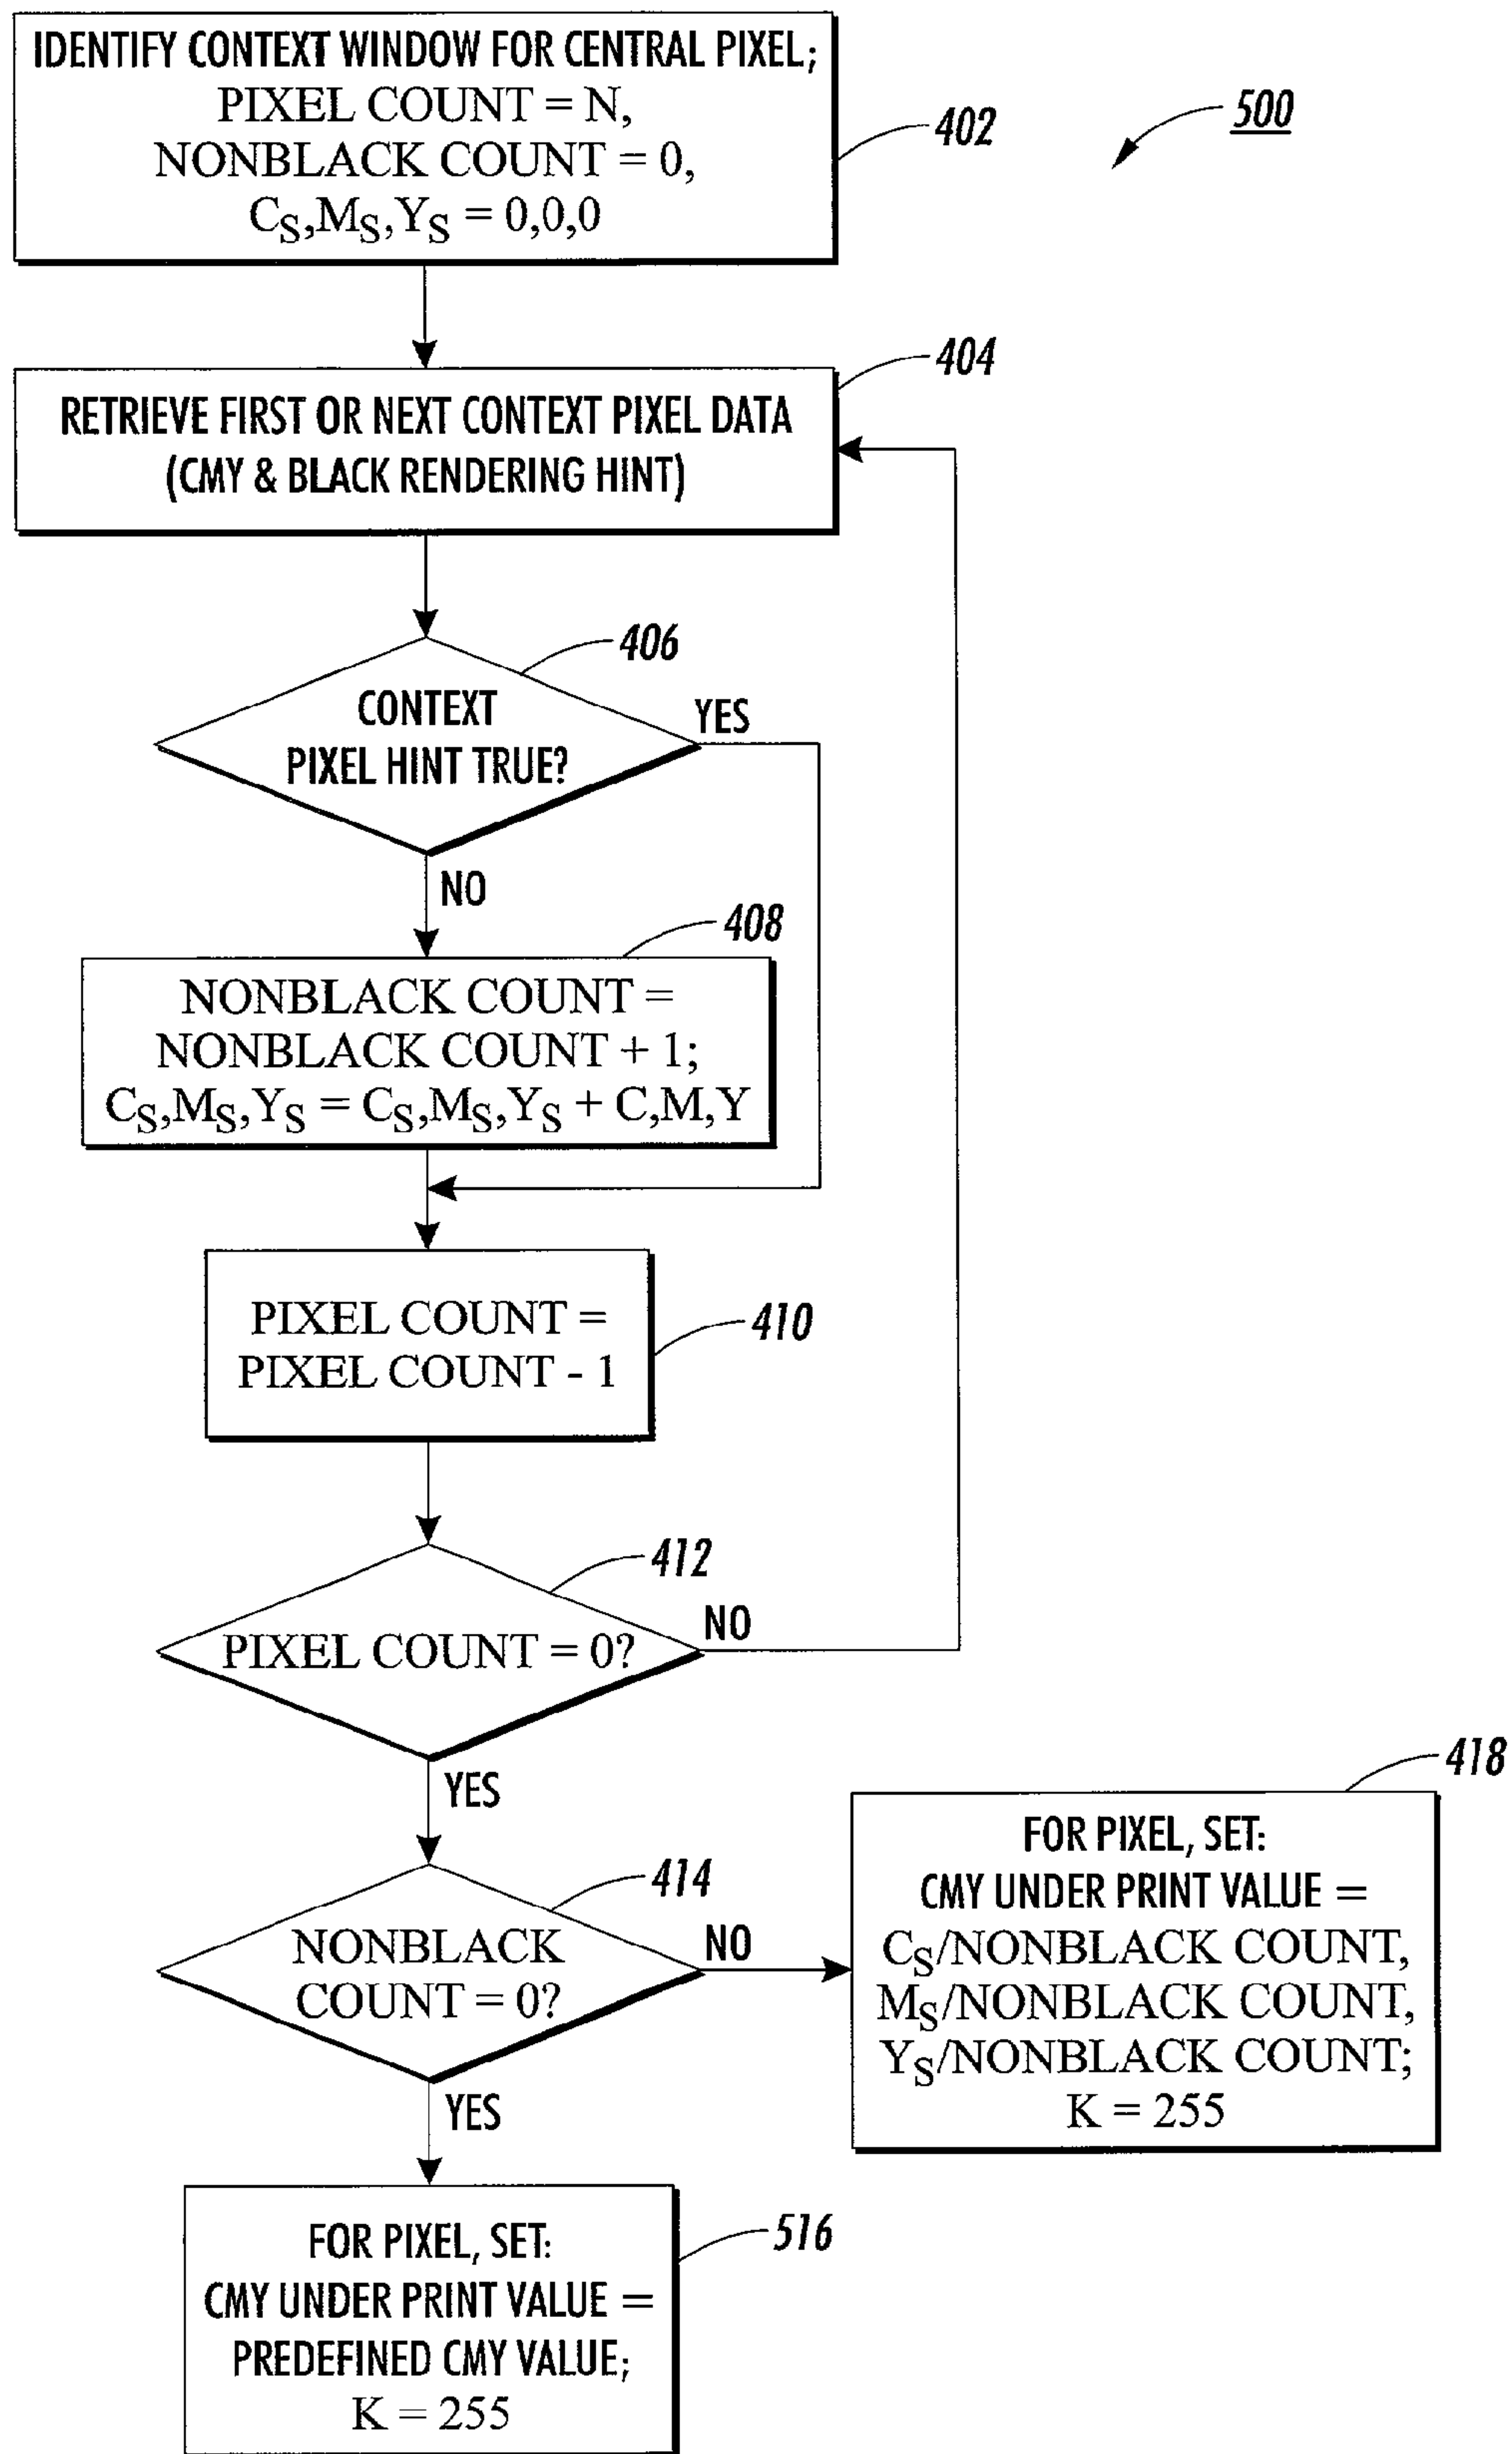 IDENTIFY CONTEXT WINDOW FOR CENTRAL PIXEL;
PIXEL COUNT = N,
NONBLACK COUNT = 0,
CS,MS,YS = 0,0,0
402
500
RETRIEVE FIRST OR NEXT CONTEXT PIXEL DATA
(CMY & BLACK RENDERING HINT)
404
CONTEXT
PIXEL HINT TRUE?
406
YES
NO
NONBLACK COUNT =
NONBLACK COUNT + 1;
CS,MS,YS = CS,MS,YS + C,M,Y
408
PIXEL COUNT =
PIXEL COUNT - 1
410
PIXEL COUNT = 0?
412
NO
YES
NONBLACK
COUNT = 0?
414
NO
YES
FOR PIXEL, SET:
CMY UNDER PRINT VALUE =
CS/NONBLACK COUNT,
MS/NONBLACK COUNT,
YS/NONBLACK COUNT;
K = 255
418
FOR PIXEL, SET:
CMY UNDER PRINT VALUE =
PREDEFINED CMY VALUE;
K = 255
516